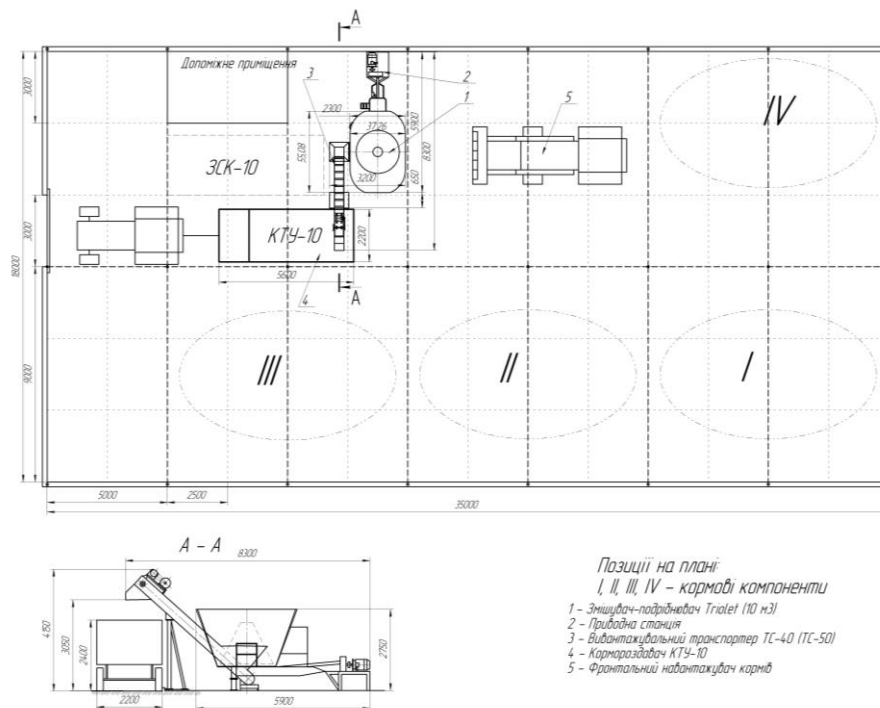 А
Допоміжне приміщення
3
2
1
5
IV
3000
2300
3726
5508
5900
8300
ЗСК-10
3200
650
3000
КТУ-10
2200
18000
5600
4
А
III
II
I
9000
5000
2500
35000
А - А
8300
4150
3050
2400
2750
2200
5900
Позиції на плані:
I, II, III, IV - кормові компоненти
1 - Змішувач-подрібнювач Triolet (10 м3)
2 - Приводна станція
3 - Вивантажувальний транспортер ТС-40 (ТС-50)
4 - Кормораздавач КТУ-10
5 - Фронтальний навантажувач кормів